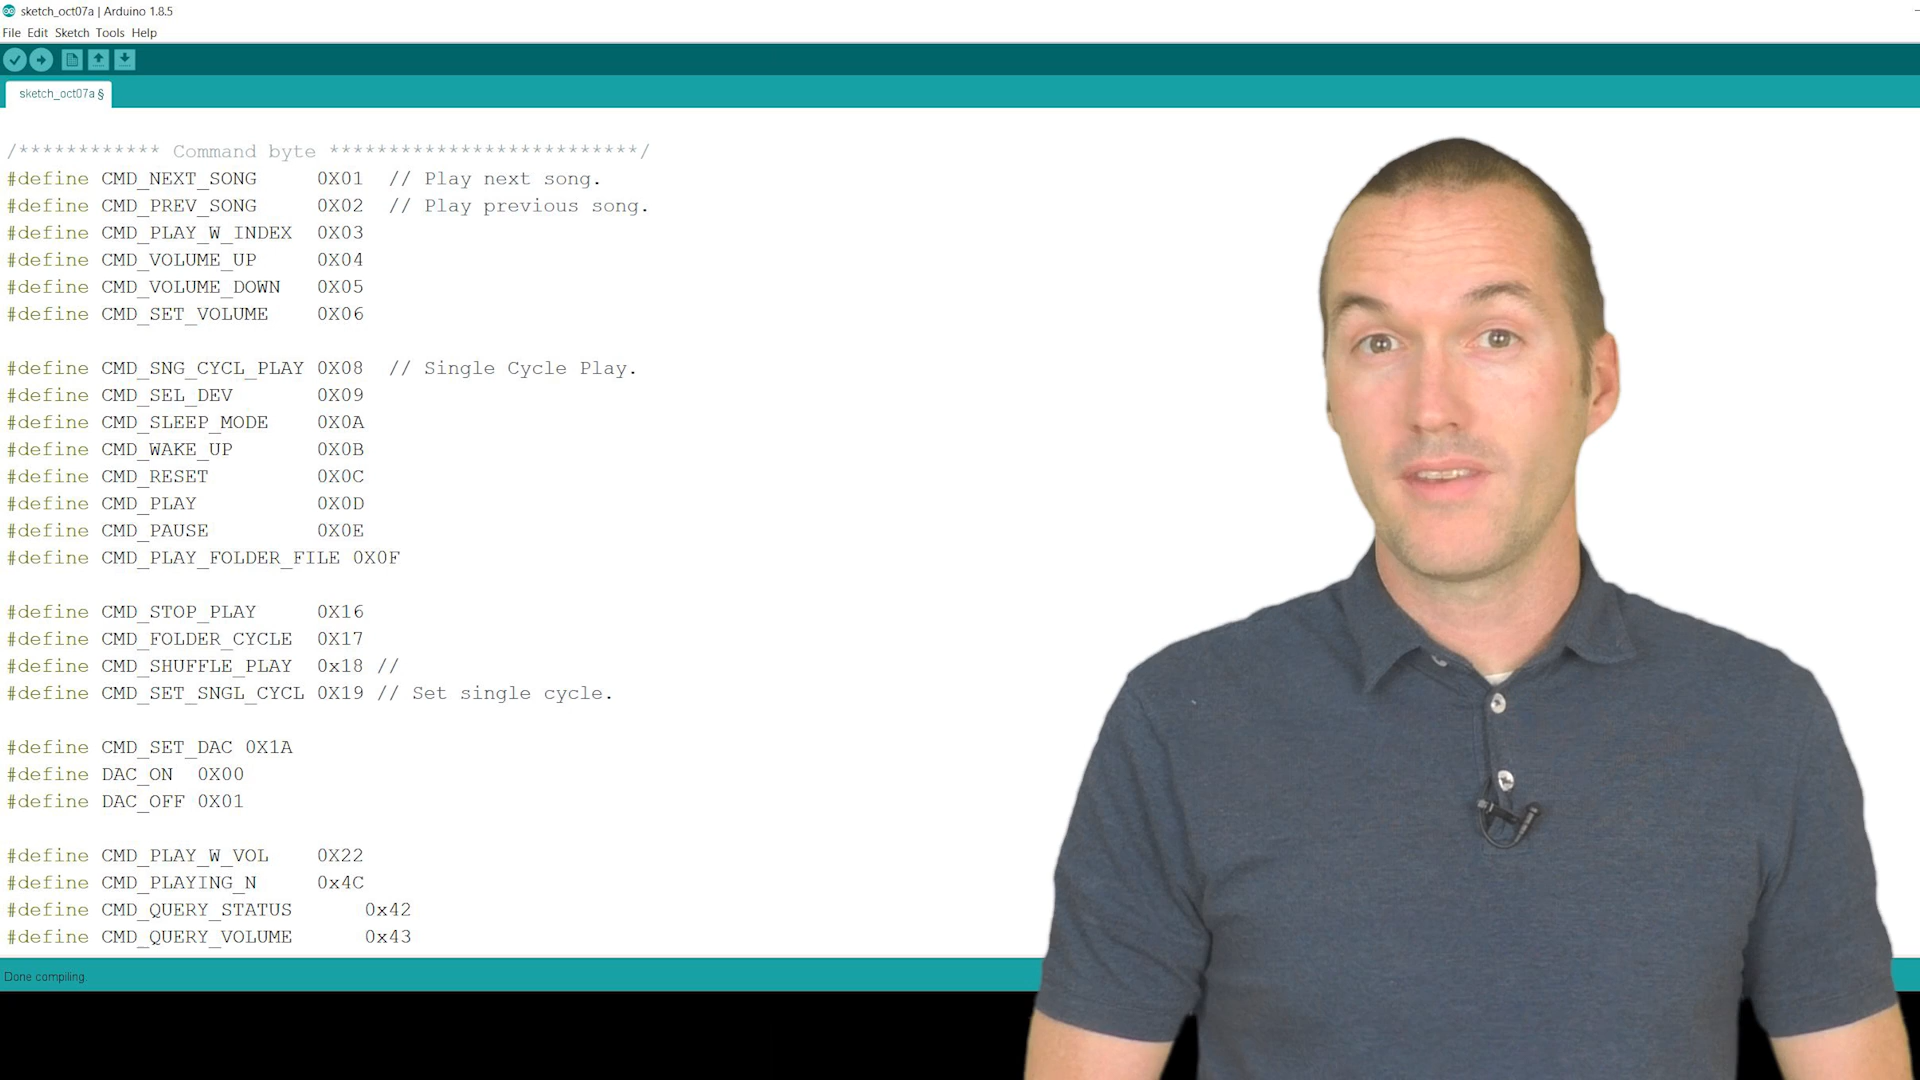 sketch_oct07a | Arduino 1.8.5
File Edit Sketch Tools Help
sketch_oct07a §
/************ Command byte **************************/
#define CMD_NEXT_SONG 0X01 // Play next song.
#define CMD_PREV_SONG 0X02 // Play previous song.
#define CMD_PLAY_W_INDEX 0X03
#define CMD_VOLUME_UP 0X04
#define CMD_VOLUME_DOWN 0X05
#define CMD_SET_VOLUME 0X06
#define CMD_SNG_CYCL_PLAY 0X08 // Single Cycle Play.
#define CMD_SEL_DEV 0X09
#define CMD_SLEEP_MODE 0X0A
#define CMD_WAKE_UP 0X0B
#define CMD_RESET 0X0C
#define CMD_PLAY 0X0D
#define CMD_PAUSE 0X0E
#define CMD_PLAY_FOLDER_FILE 0X0F
#define CMD_STOP_PLAY 0X16
#define CMD_FOLDER_CYCLE 0X17
#define CMD_SHUFFLE_PLAY 0x18 //
#define CMD_SET_SNGL_CYCL 0X19 // Set single cycle.
#define CMD_SET_DAC 0X1A
#define DAC_ON 0X00
#define DAC_OFF 0X01
#define CMD_PLAY_W_VOL 0X22
#define CMD_PLAYING_N 0x4C
#define CMD_QUERY_STATUS 0x42
#define CMD_QUERY_VOLUME 0x43
Done compiling.